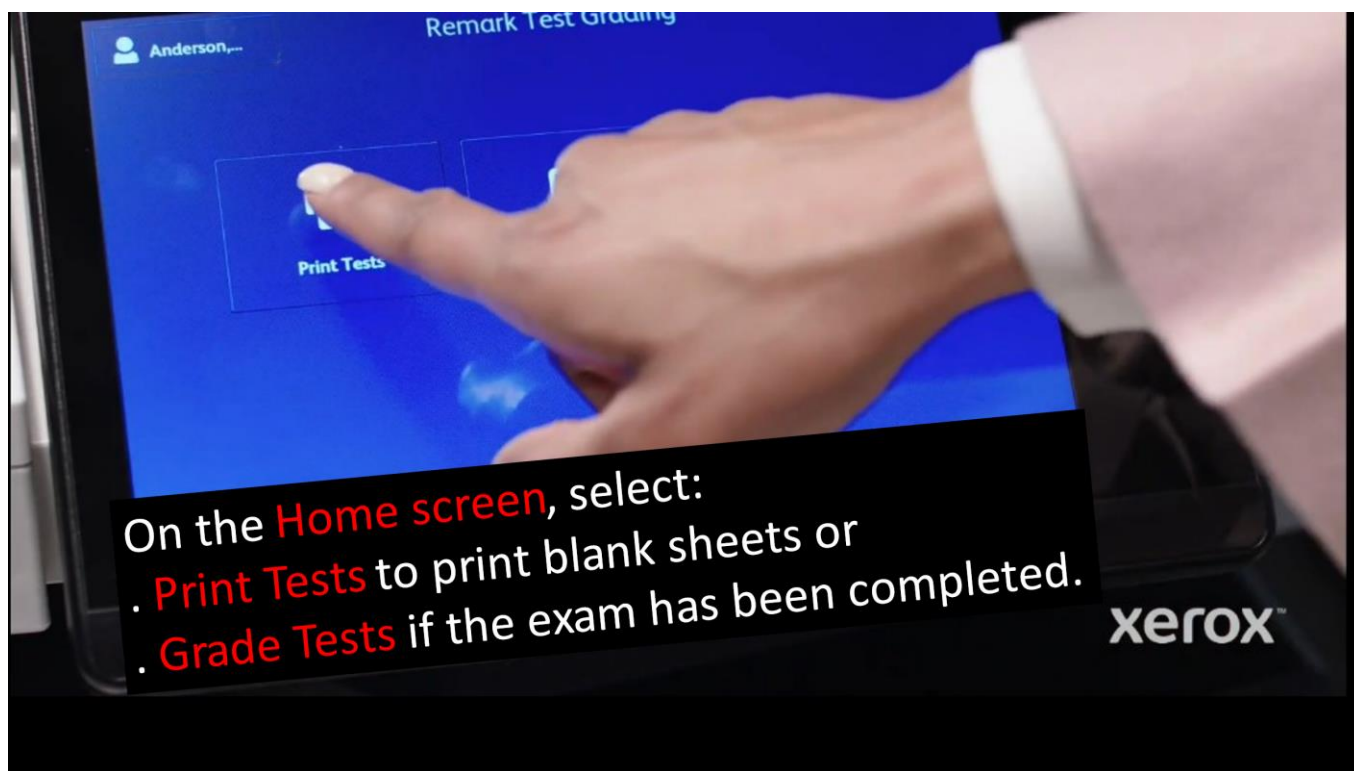 Remark Test Grading
Anderson,...
Print Tests
On the Home screen, select:
. Print Tests to print blank sheets or
. Grade Tests if the exam has been completed.
xerox™